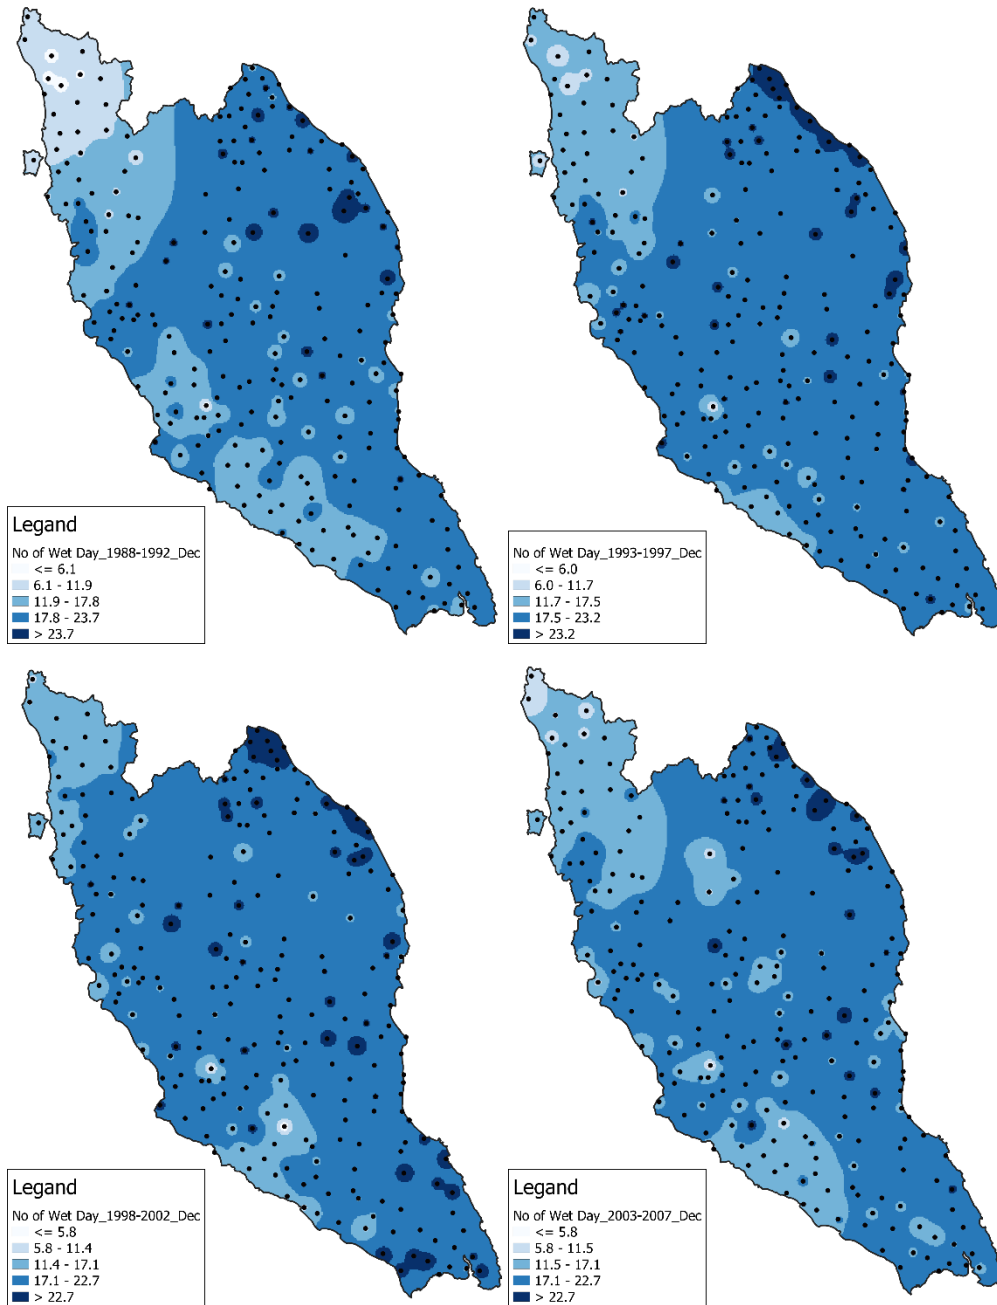 Legand
No of Wet Day_1988-1992_Dec
<= 6.1
6.1 - 11.9
11.9 - 17.8
17.8 - 23.7
> 23.7
No of Wet Day_1993-1997_Dec
<= 6.0
6.0 - 11.7
11.7 - 17.5
17.5 - 23.2
> 23.2
Legand
No of Wet Day_1998-2002_Dec
<= 5.8
5.8 - 11.4
11.4 - 17.1
17.1 - 22.7
> 22.7
Legand
No of Wet Day_2003-2007_Dec
<= 5.8
5.8 - 11.5
11.5 - 17.1
17.1 - 22.7
> 22.7